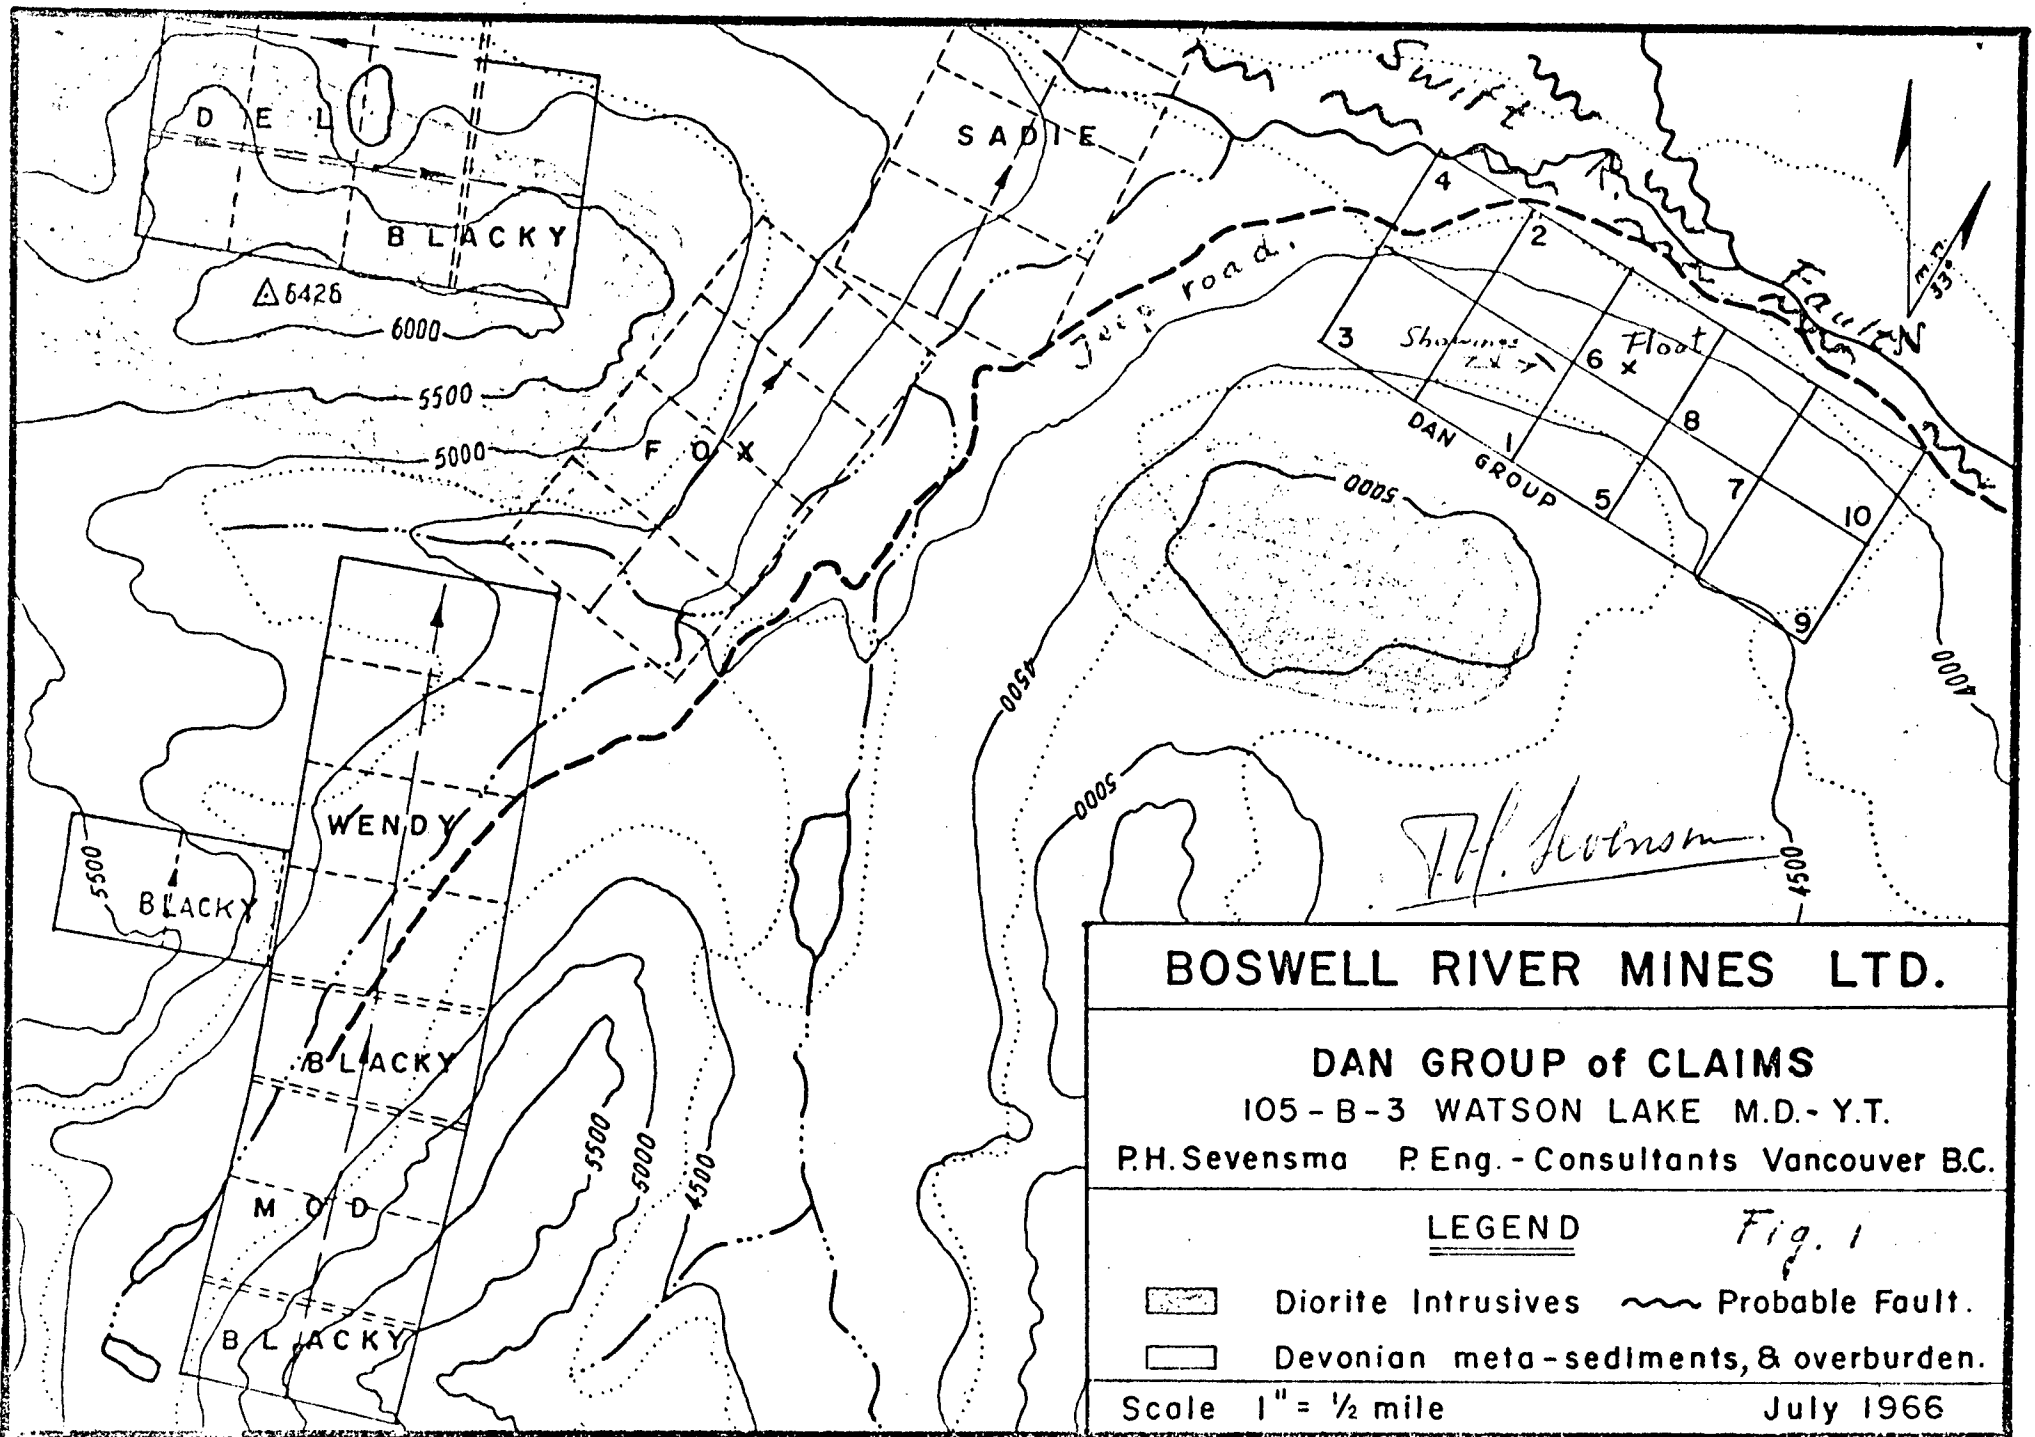 DEL
BLACKY
6426
6000
5500
5000
SADIE
Swift
Fault
N
m.n.
33°
Jeep road.
4
2
3
Showings
6
Float
x
8
1
5
7
10
9
DAN GROUP
FOX
5000
4500
4000
5000
4500
WENDY
5500
BLACKY
BLACKY
MOD
BLACKY
5500
5000
4500
P.H. Sevensma
BOSWELL RIVER MINES LTD.
DAN GROUP of CLAIMS
105-B-3 WATSON LAKE M.D.-Y.T.
P.H.Sevensma P.Eng.-Consultants Vancouver B.C.
LEGEND
Fig. 1
Diorite Intrusives
Probable Fault.
Devonian meta-sediments, & overburden.
Scale 1" = ½ mile
July 1966